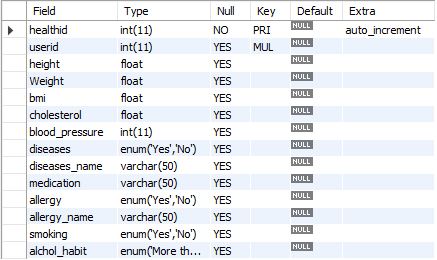 Field Type Null Key Default Extra
healthid int(11) NO PRI NULL auto_increment
userid int(11) YES MUL NULL
height float YES NULL
Weight float YES NULL
bmi float YES NULL
cholesterol float YES NULL
blood_pressure int(11) YES NULL
diseases enum('Yes','No') YES NULL
diseases_name varchar(50) YES NULL
medication varchar(50) YES NULL
allergy enum('Yes','No') YES NULL
allergy_name varchar(50) YES NULL
smoking enum('Yes','No') YES NULL
alchol_habit enum('More th... YES NULL